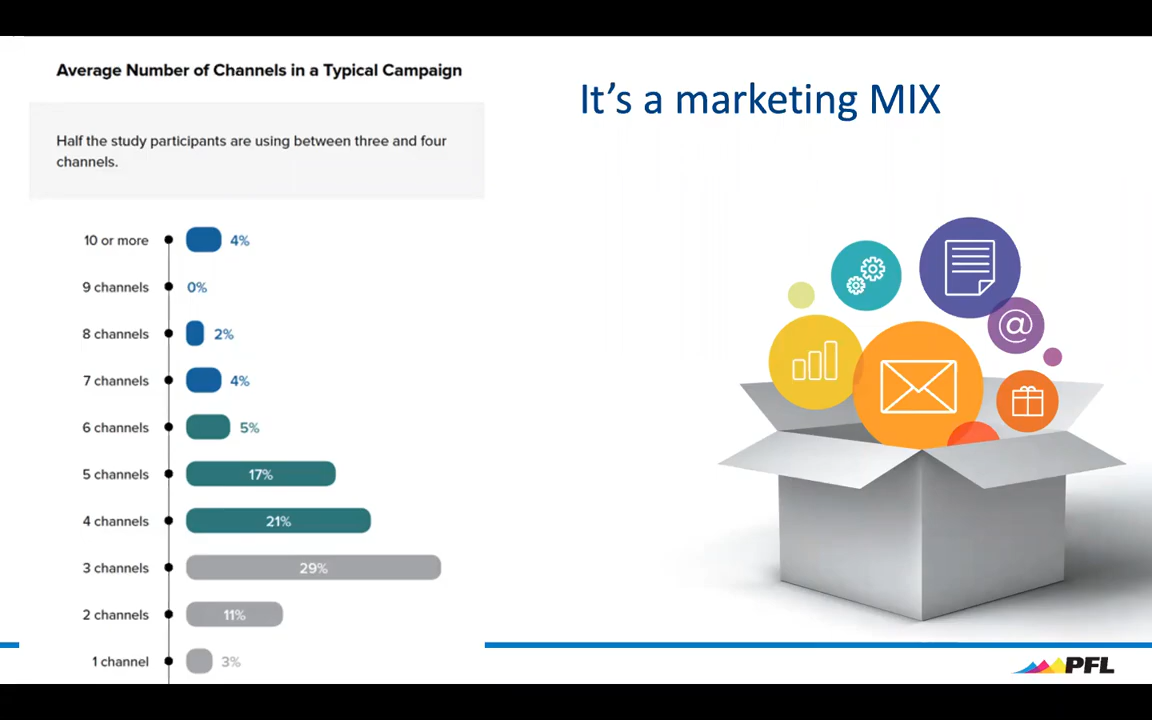 Average Number of Channels in a Typical Campaign
It's a marketing MIX
Half the study participants are using between three and four
channels.
10 or more 4%
9 channels 0%
8 channels 2%
7 channels 4%
6 channels 5%
5 channels 17%
4 channels 21%
3 channels 29%
2 channels 11%
1 channel 3%
@
PFL